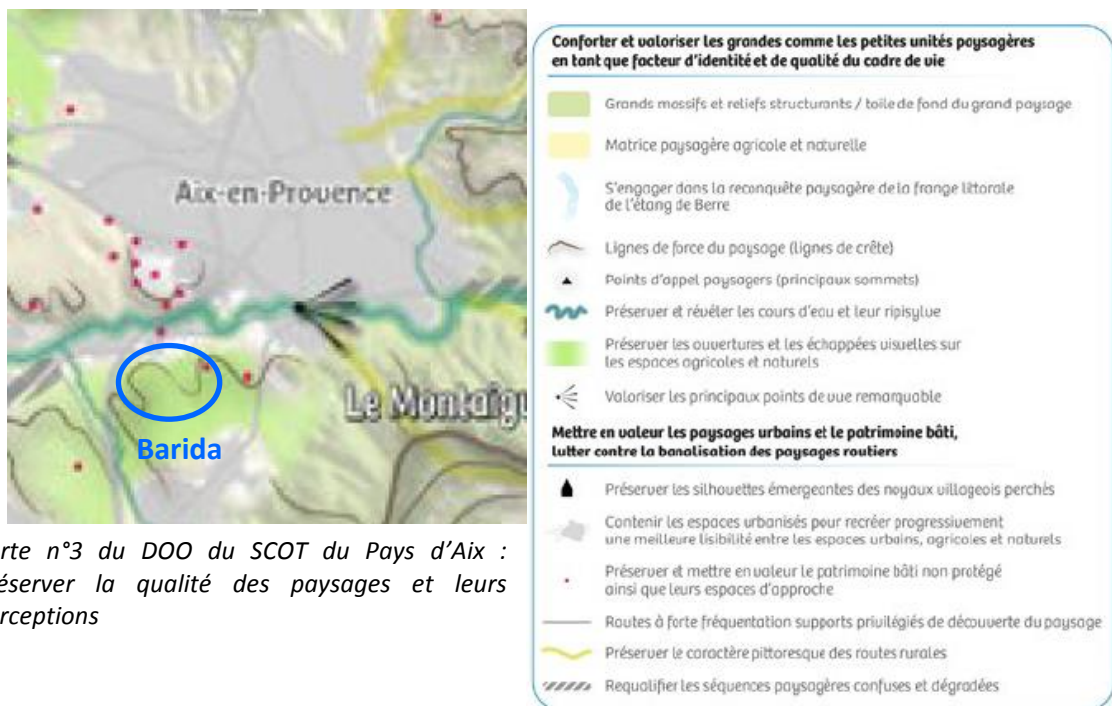 Aix-en-Provence
Le Montaigu
Barida
arte n°3 du DOO du SCOT du Pays d'Aix :
éserver la qualité des paysages et leurs
erceptions
Conforter et valoriser les grandes comme les petites unités paysagères
en tant que facteur d'identité et de qualité du cadre de vie
Grands massifs et reliefs structurants / toile de fond du grand paysage
Matrice paysagère agricole et naturelle
S'engager dans la reconquête paysagère de la frange littorale
de l'étang de Berre
Lignes de force du paysage (lignes de crête)
Points d'appel paysagers (principaux sommets)
Préserver et révéler les cours d'eau et leur ripisylve
Préserver les ouvertures et les échappées visuelles sur
les espaces agricoles et naturels
Valoriser les principaux points de vue remarquable
Mettre en valeur les paysages urbains et le patrimoine bâti,
lutter contre la banalisation des paysages routiers
Préserver les silhouettes émergeantes des noyaux villageois perchés
Contenir les espaces urbanisés pour recréer progressivement
une meilleure lisibilité entre les espaces urbains, agricoles et naturels
Préserver et mettre en valeur le patrimoine bâti non protégé
ainsi que leurs espaces d'approche
Routes à forte fréquentation supports privilégiés de découverte du paysage
Préserver le caractère pittoresque des routes rurales
Requalifier les séquences paysagères confuses et dégradées